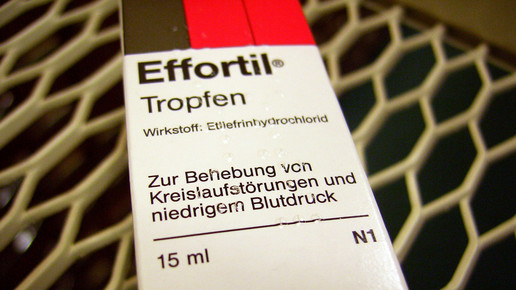 Effortil®
Tropfen
Wirkstoff: Etilefrinhydrochlorid
Zur Behebung von
Kreislaufstörungen und
niedrigem Blutdruck
15 ml N1